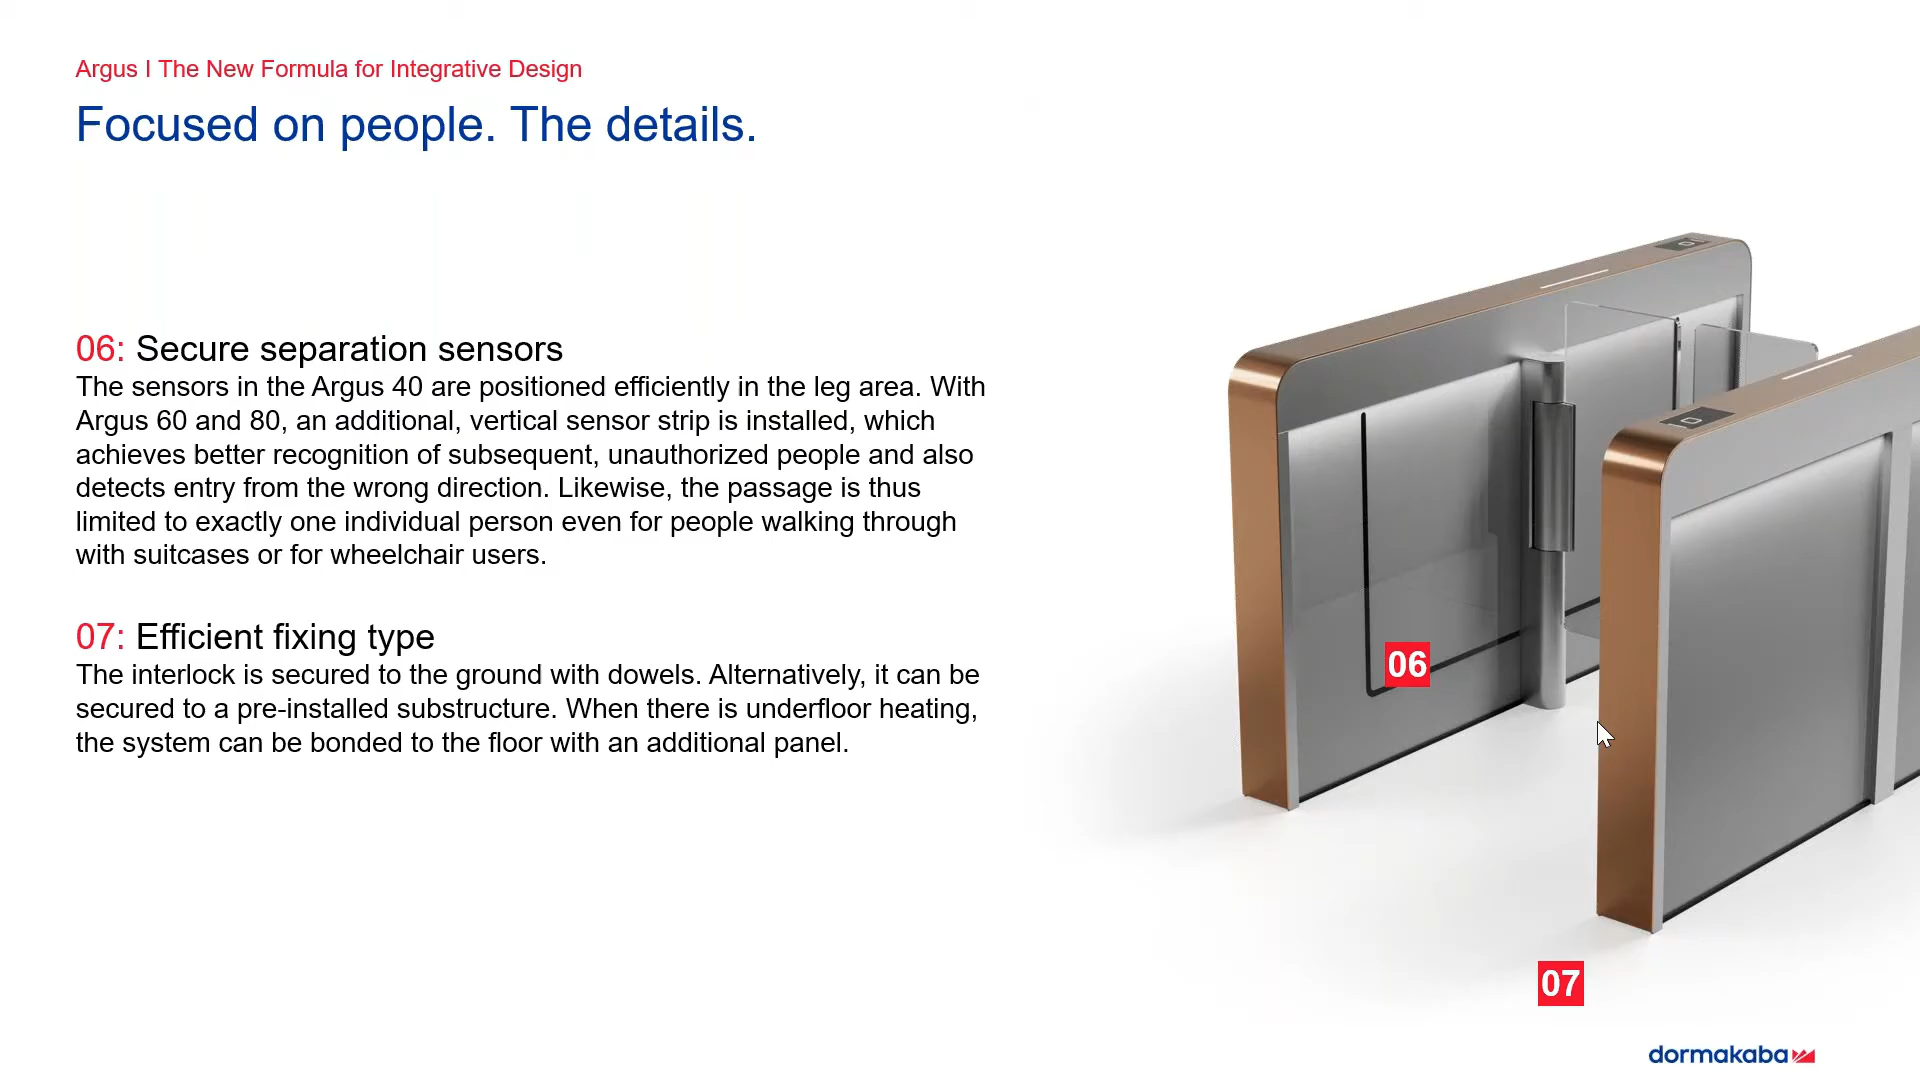 Argus I The New Formula for Integrative Design
Focused on people. The details.
06: Secure separation sensors
The sensors in the Argus 40 are positioned efficiently in the leg area. With
Argus 60 and 80, an additional, vertical sensor strip is installed, which
achieves better recognition of subsequent, unauthorized people and also
detects entry from the wrong direction. Likewise, the passage is thus
limited to exactly one individual person even for people walking through
with suitcases or for wheelchair users.
07: Efficient fixing type
The interlock is secured to the ground with dowels. Alternatively, it can be
secured to a pre-installed substructure. When there is underfloor heating,
the system can be bonded to the floor with an additional panel.
06
07
dormakaba